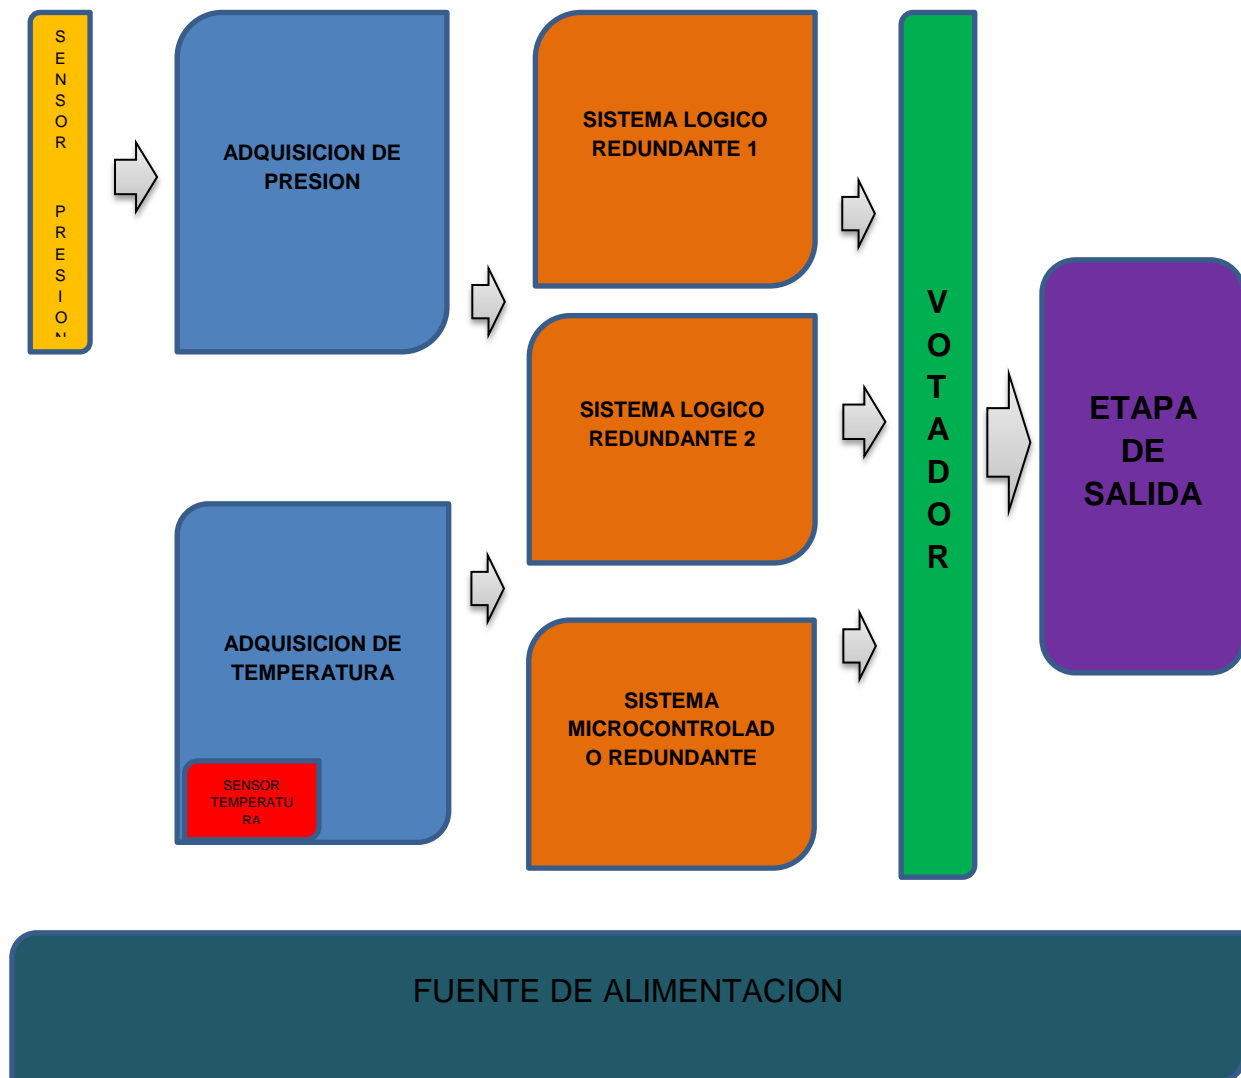 SENSOR PRESION
ADQUISICION DE
PRESION
SISTEMA LOGICO
REDUNDANTE 1
SISTEMA LOGICO
REDUNDANTE 2
ADQUISICION DE
TEMPERATURA
SENSOR
TEMPERATU
RA
SISTEMA
MICROCONTROLAD
O REDUNDANTE
VOTADOR
ETAPA
DE
SALIDA
FUENTE DE ALIMENTACION